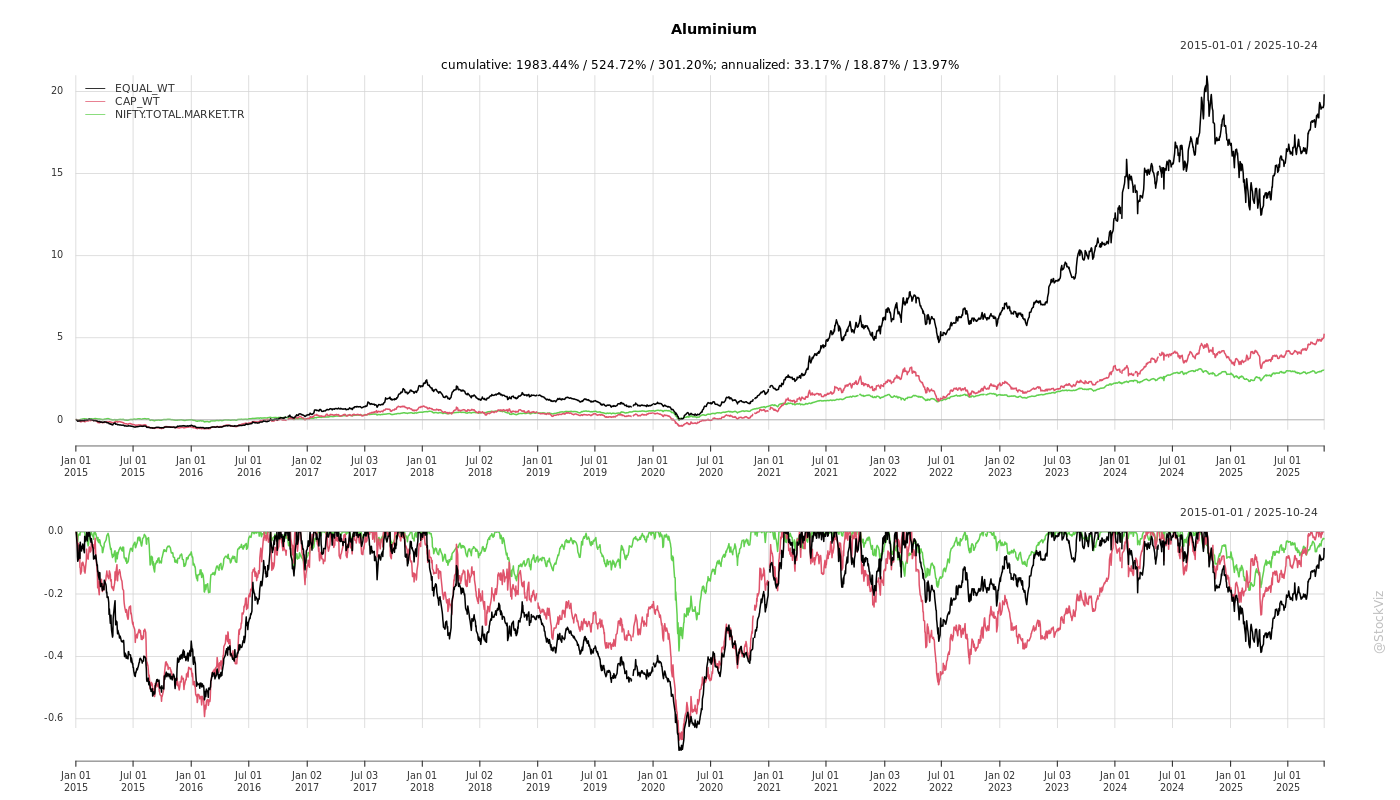 Aluminium
2015-01-01 / 2025-10-24
cumulative: 1983.44% / 524.72% / 301.20%; annualized: 33.17% / 18.87% / 13.97%
EQUAL_WT
CAP_WT
NIFTY.TOTAL.MARKET.TR
20
15
10
5
0
Jan 01 Jul 01 Jan 01 Jul 01 Jan 02 Jul 03 Jan 01 Jul 02 Jan 01 Jul 01 Jan 01 Jul 01 Jan 01 Jul 01 Jan 03 Jul 01 Jan 02 Jul 03 Jan 01 Jul 01 Jan 01 Jul 01
2015 2015 2016 2016 2017 2017 2018 2018 2019 2019 2020 2020 2021 2021 2022 2022 2023 2023 2024 2024 2025 2025
2015-01-01 / 2025-10-24
0.0
-0.2
-0.4
-0.6
Jan 01 Jul 01 Jan 01 Jul 01 Jan 02 Jul 03 Jan 01 Jul 02 Jan 01 Jul 01 Jan 01 Jul 01 Jan 01 Jul 01 Jan 03 Jul 01 Jan 02 Jul 03 Jan 01 Jul 01 Jan 01 Jul 01
2015 2015 2016 2016 2017 2017 2018 2018 2019 2019 2020 2020 2021 2021 2022 2022 2023 2023 2024 2024 2025 2025
@StockViz